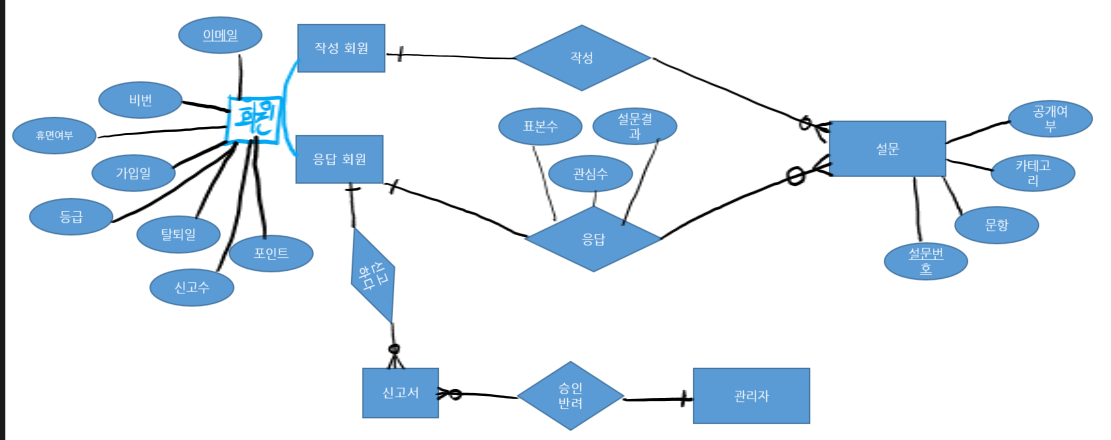 이메일
작성 회원
작성
비번
회원
표본수
설문결
과
공개여
부
휴면여부
응답 회원
설문
가입일
관심수
카테고
리
등급
탈퇴일
포인트
응답
문항
신고수
신고
하다
설문번
호
신고서
승인
반려
관리자